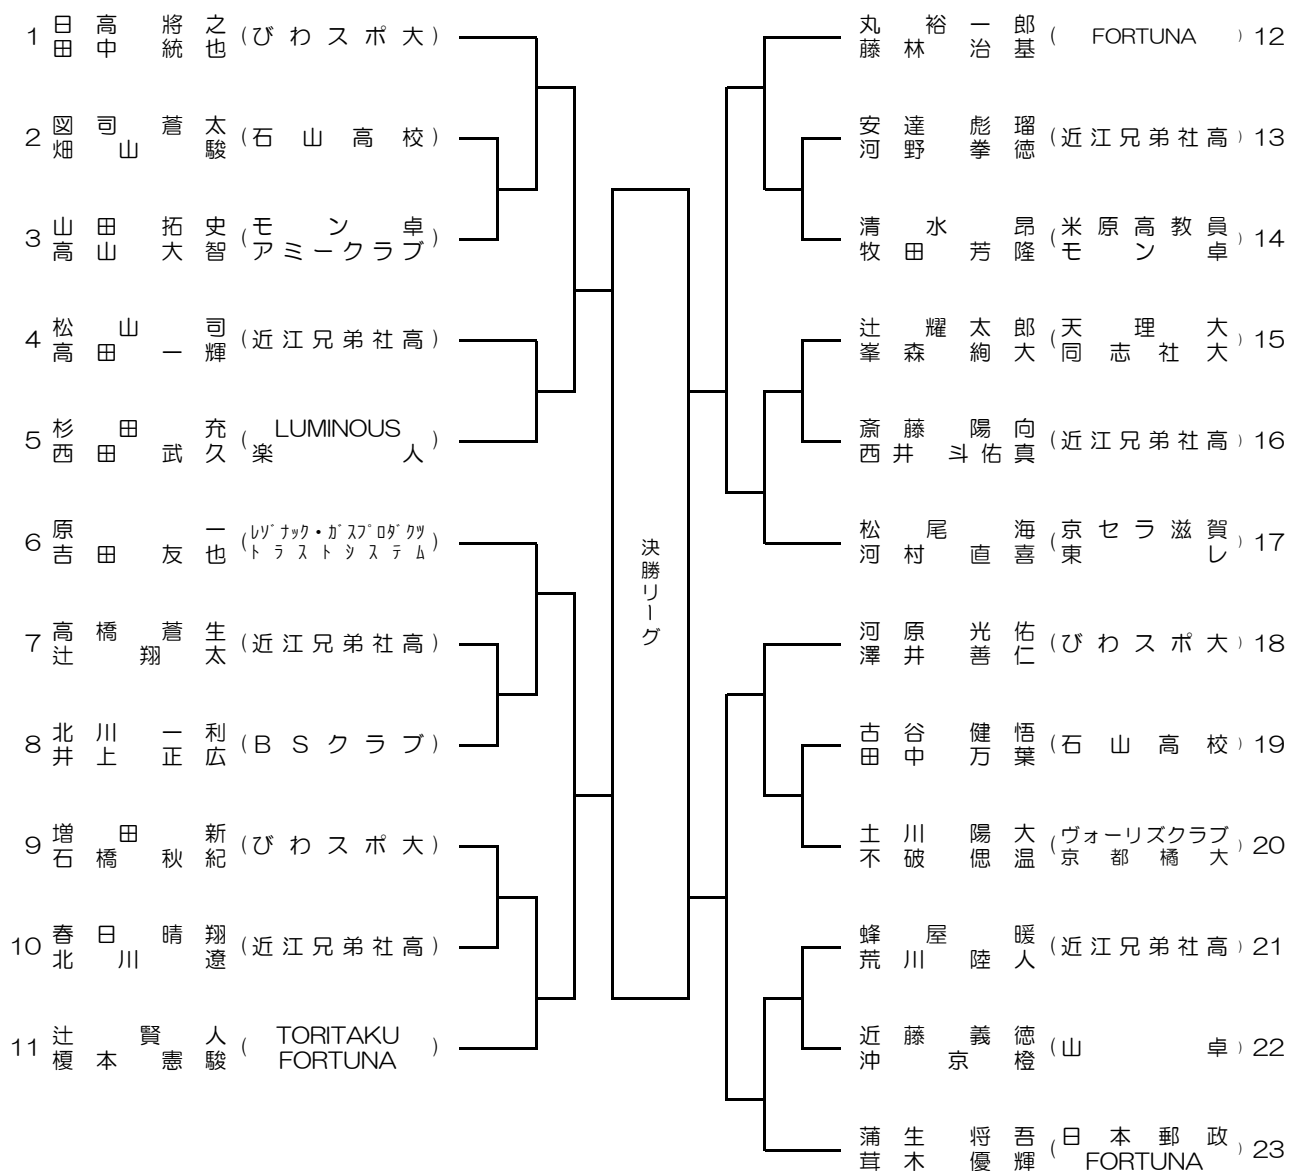 1 日高將之 (びわスポ大)
田中統也
2 図司蒼太 (石山高校)
畑山駿
3 山田拓史 (モン卓
高山大智 アミークラブ)
4 松山司 (近江兄弟社高)
高田一輝
5 杉田充 (LUMINOUS
西田武久 楽人)
6 原一 (ﾚｿﾞﾅｯｸ・ｶﾞｽﾌﾟﾛﾀﾞｸﾂ
吉田友也 ﾄﾗｽﾄｼｽﾃﾑ)
7 高橋蒼生 (近江兄弟社高)
辻翔太
8 北川一利 (BSクラブ)
井上正広
9 増田新 (びわスポ大)
石橋秋紀
10 春日晴翔 (近江兄弟社高)
北川遼
11 辻賢人 (TORITAKU
榎本憲駿 FORTUNA)
決勝リーグ
丸裕一郎 (FORTUNA) 12
藤林治基
安達彪瑠 (近江兄弟社高) 13
河野拳徳
清水昂 (米原高教員
牧田芳隆 モン卓) 14
辻耀太郎 (天理大
峯森絢大 同志社大) 15
斎藤陽向 (近江兄弟社高) 16
西井斗佑真
松尾海 (京セラ滋賀
河村直喜 東レ) 17
河原光佑 (びわスポ大) 18
澤井善仁
古谷健悟 (石山高校) 19
田中万葉
土川陽大 (ヴォーリズクラブ
不破偲温 京都橘大) 20
蜂屋暖 (近江兄弟社高) 21
荒川陸人
近藤義徳 (山卓) 22
沖京橙
蒲生将吾 (日本郵政
茸木優輝 FORTUNA) 23